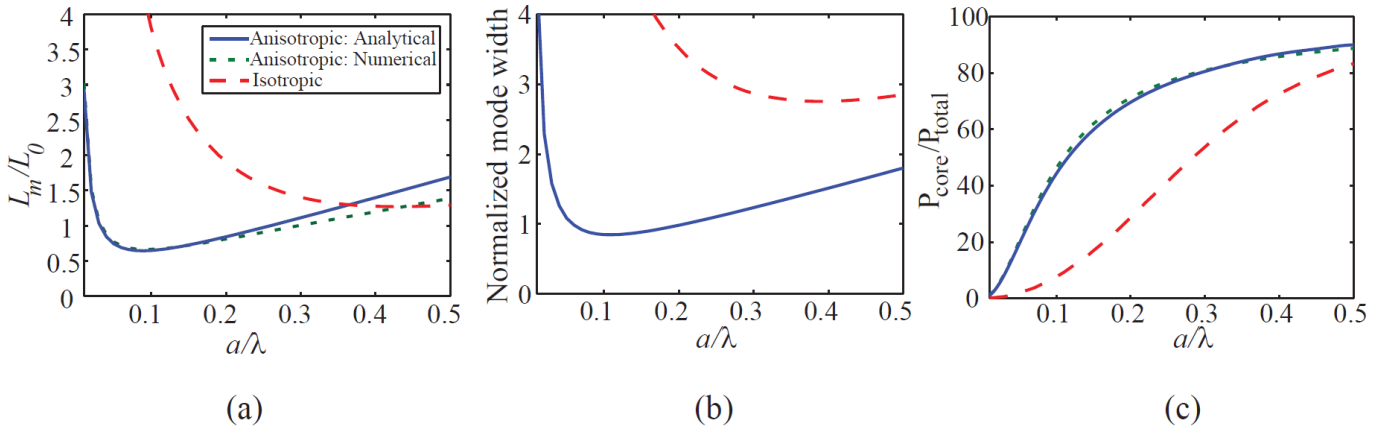 4
3.5
3
2.5
2
1.5
1
0.5
0
L_m/L_0
Anisotropic: Analytical
Anisotropic: Numerical
Isotropic
0.1 0.2 0.3 0.4 0.5
a/λ
(a)
4
3
2
1
0
Normalized mode width
0.1 0.2 0.3 0.4 0.5
a/λ
(b)
100
80
60
40
20
0
P_core/P_total
0.1 0.2 0.3 0.4 0.5
a/λ
(c)